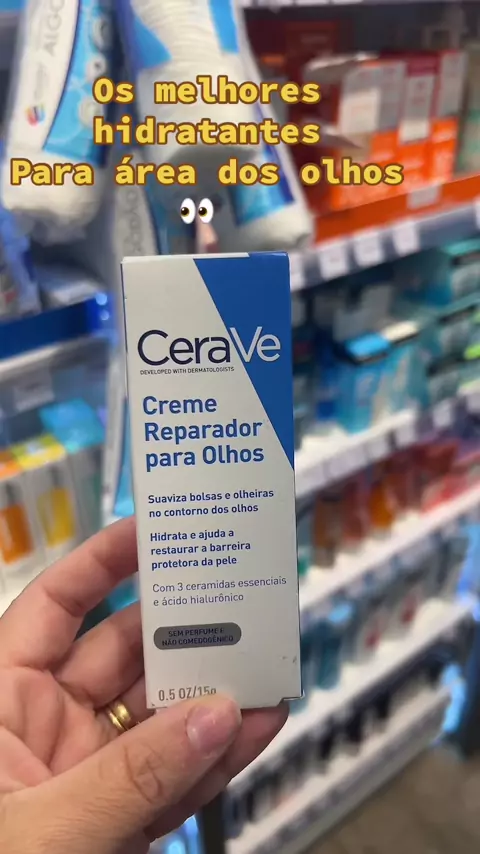 Os melhores
hidratantes
Para área dos olhos
CeraVe
DEVELOPED WITH DERMATOLOGISTS
Creme
Reparador
para Olhos
Suaviza bolsas e olheiras
no contorno dos olhos
Hidrata e ajuda a
restaurar a barreira
protetora da pele
Com 3 ceramidas essenciais
e ácido hialurônico
SEM PERFUME E
NÃO COMEDOGÊNICO
0.5 OZ/15g